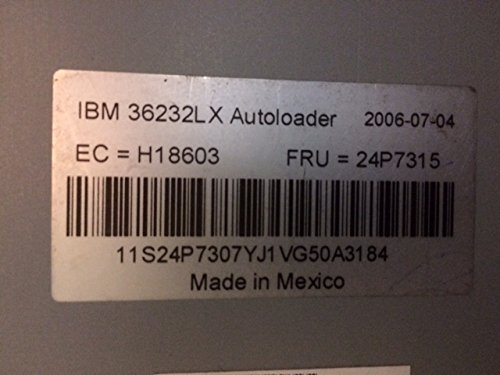 IBM 36232LX Autoloader 2006-07-04
EC = H18603 FRU = 24P7315
11S24P7307YJ1VG50A3184
Made in Mexico